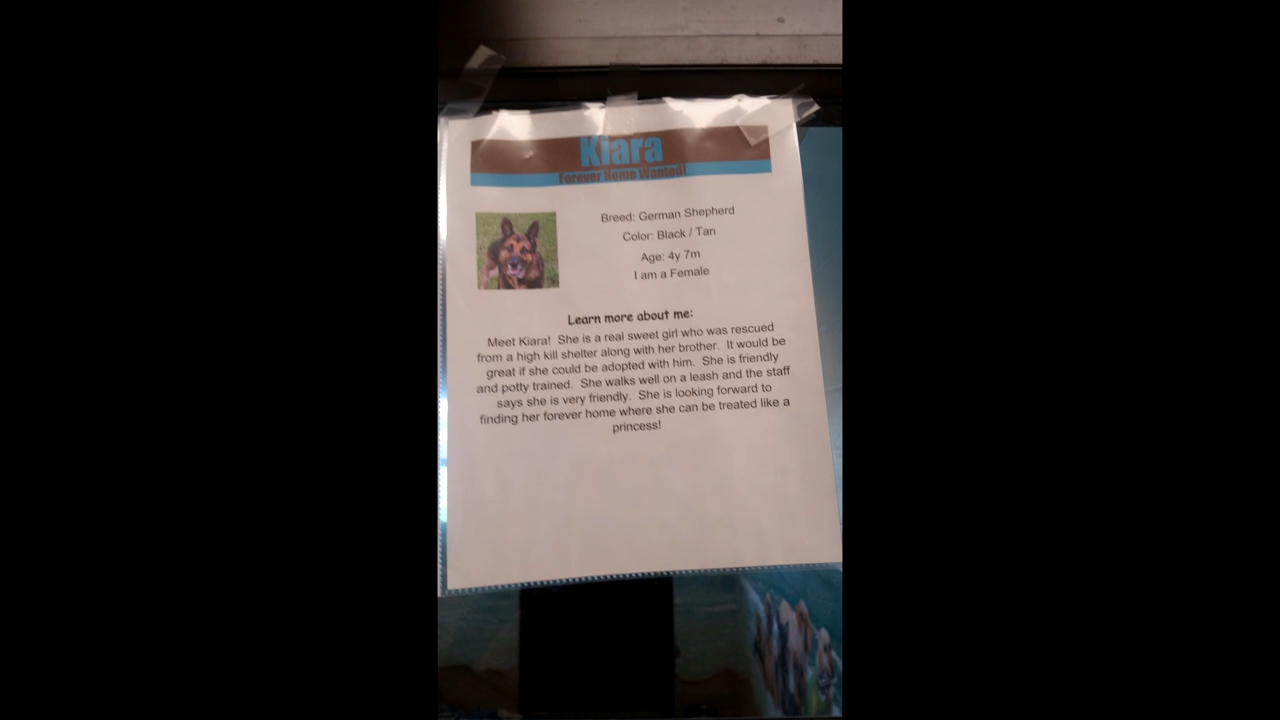 Kiara
Forever Home Wanted!
Breed: German Shepherd
Color: Black / Tan
Age: 4y 7m
I am a Female
Learn more about me:
Meet Kiara! She is a real sweet girl who was rescued
from a high kill shelter along with her brother. It would be
great if she could be adopted with him. She is friendly
and potty trained. She walks well on a leash and the staff
says she is very friendly. She is looking forward to
finding her forever home where she can be treated like a
princess!